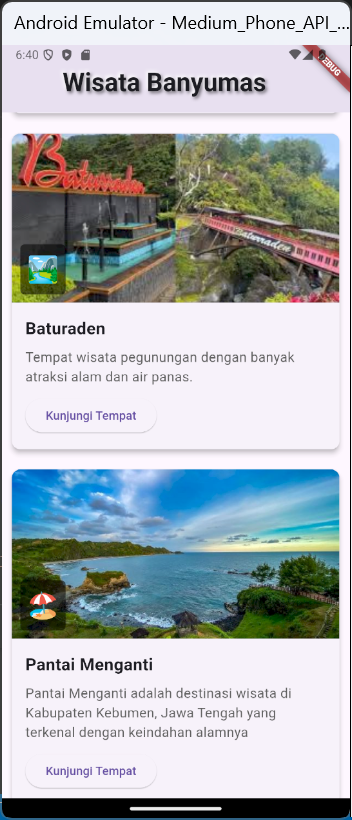 Android Emulator - Medium_Phone_API_...
6:40
Wisata Banyumas
Baturraden
Baturraden
Baturaden
Tempat wisata pegunungan dengan banyak
atraksi alam dan air panas.
Kunjungi Tempat
Pantai Menganti
Pantai Menganti adalah destinasi wisata di
Kabupaten Kebumen, Jawa Tengah yang
terkenal dengan keindahan alamnya
Kunjungi Tempat